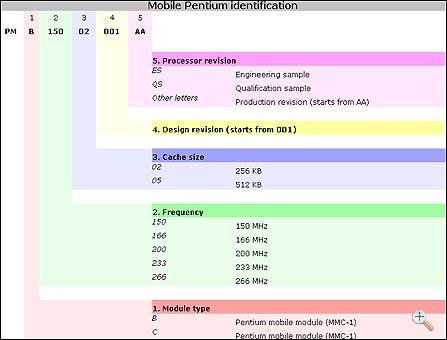 Mobile Pentium identification
1 2 3 4 5
PM B 150 02 001 AA
5. Processor revision
ES Engineering sample
QS Qualification sample
Other letters Production revision (starts from AA)
4. Design revision (starts from 001)
3. Cache size
02 256 KB
05 512 KB
2. Frequency
150 150 MHz
166 166 MHz
200 200 MHz
233 233 MHz
266 266 MHz
1. Module type
B Pentium mobile module (MMC-1)
C Pentium mobile module (MMC-1)